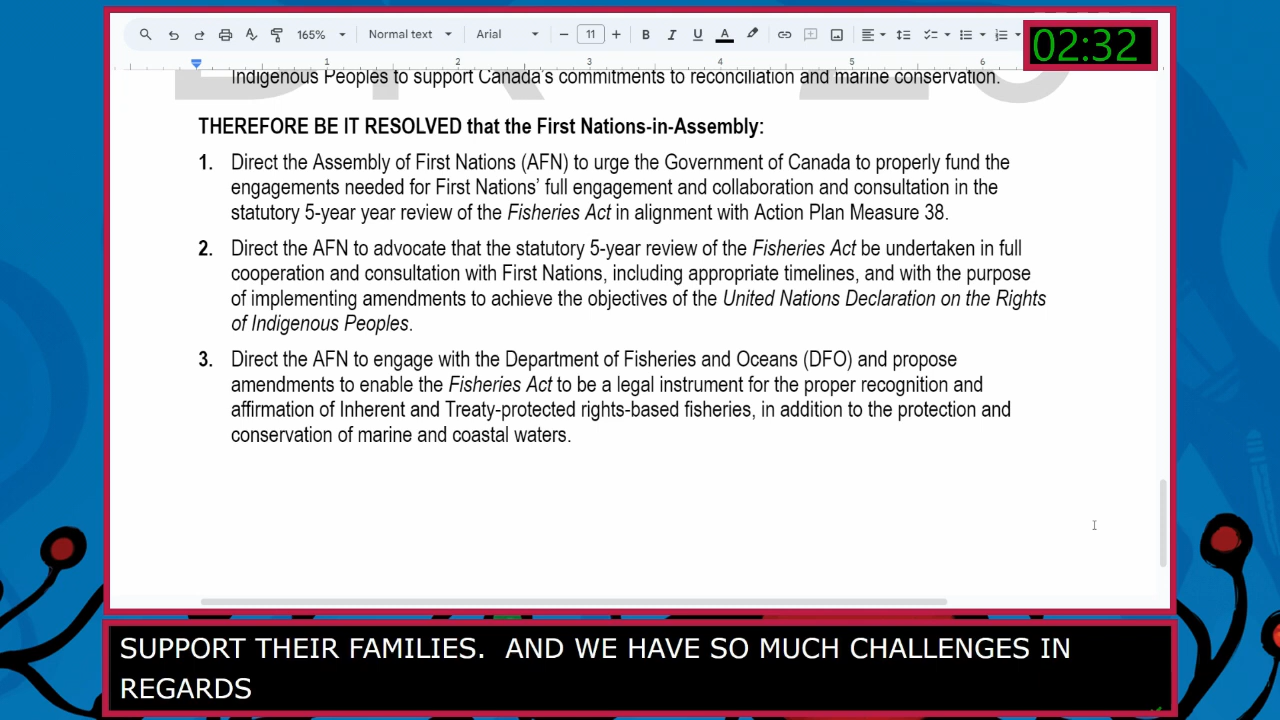 165%
Normal text
Arial
11
B I U A
02:32
1 2 3 4 5 6
Indigenous Peoples to support Canada's commitments to reconciliation and marine conservation.
THEREFORE BE IT RESOLVED that the First Nations-in-Assembly:
1. Direct the Assembly of First Nations (AFN) to urge the Government of Canada to properly fund the
engagements needed for First Nations' full engagement and collaboration and consultation in the
statutory 5-year year review of the Fisheries Act in alignment with Action Plan Measure 38.
2. Direct the AFN to advocate that the statutory 5-year review of the Fisheries Act be undertaken in full
cooperation and consultation with First Nations, including appropriate timelines, and with the purpose
of implementing amendments to achieve the objectives of the United Nations Declaration on the Rights
of Indigenous Peoples.
3. Direct the AFN to engage with the Department of Fisheries and Oceans (DFO) and propose
amendments to enable the Fisheries Act to be a legal instrument for the proper recognition and
affirmation of Inherent and Treaty-protected rights-based fisheries, in addition to the protection and
conservation of marine and coastal waters.
SUPPORT THEIR FAMILIES. AND WE HAVE SO MUCH CHALLENGES IN
REGARDS